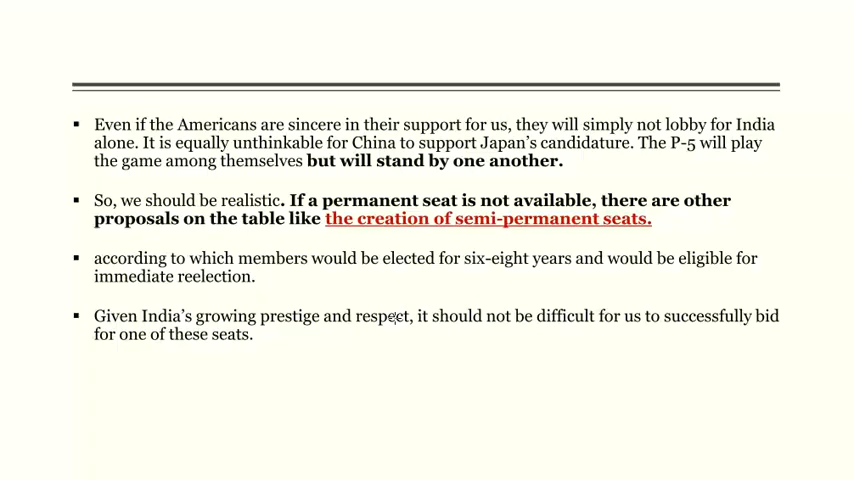 ▪ Even if the Americans are sincere in their support for us, they will simply not lobby for India
alone. It is equally unthinkable for China to support Japan’s candidature. The P-5 will play
the game among themselves but will stand by one another.
▪ So, we should be realistic. If a permanent seat is not available, there are other
proposals on the table like the creation of semi-permanent seats.
▪ according to which members would be elected for six-eight years and would be eligible for
immediate reelection.
▪ Given India’s growing prestige and respect, it should not be difficult for us to successfully bid
for one of these seats.